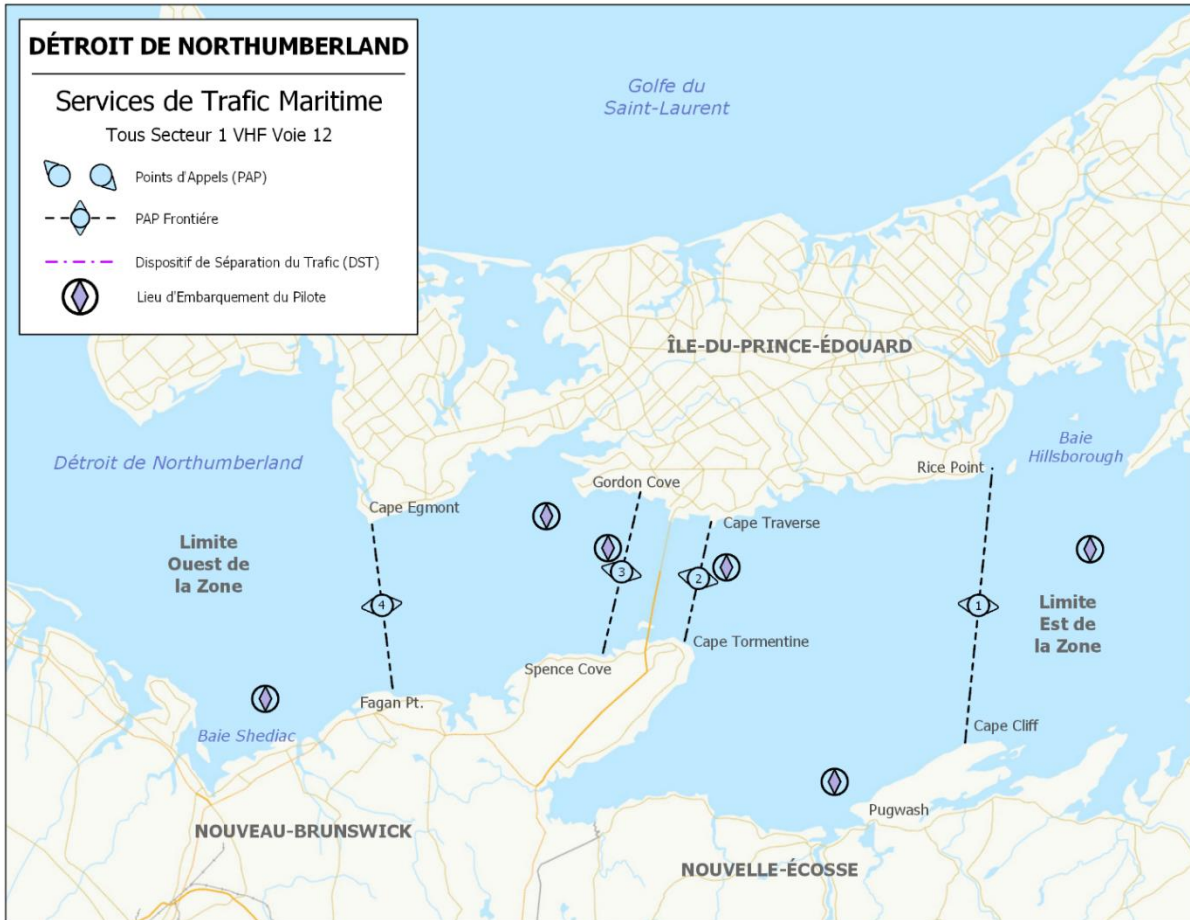 DÉTROIT DE NORTHUMBERLAND
Services de Trafic Maritime
Tous Secteur 1 VHF Voie 12
Points d'Appels (PAP)
PAP Frontiére
Dispositif de Séparation du Trafic (DST)
Lieu d'Embarquement du Pilote
Golfe du
Saint-Laurent
ÎLE-DU-PRINCE-ÉDOUARD
Détroit de Northumberland
Baie
Hillsborough
Rice Point
Gordon Cove
Cape Egmont
Cape Traverse
Limite
Ouest de
la Zone
3
2
4
1
Limite
Est de
la Zone
Cape Tormentine
Spence Cove
Fagan Pt.
Baie Shediac
Cape Cliff
Pugwash
NOUVEAU-BRUNSWICK
NOUVELLE-ÉCOSSE